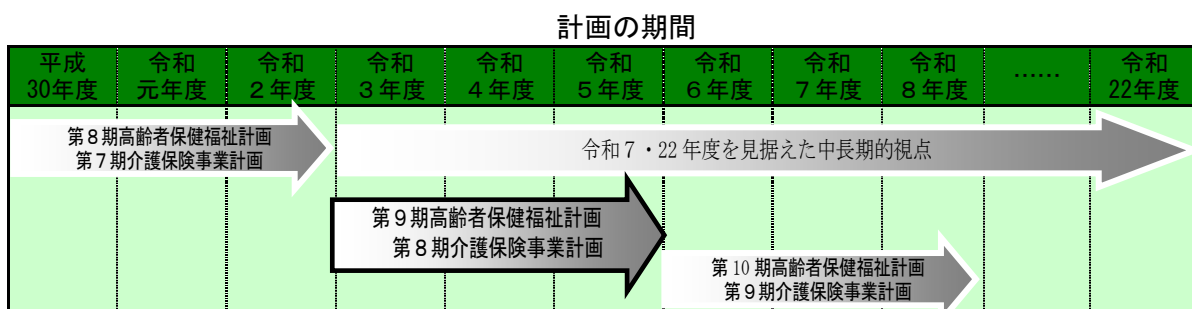 計画の期間
平成 令和 令和 令和 令和 令和 令和 令和 令和 …… 令和
30年度 元年度 2年度 3年度 4年度 5年度 6年度 7年度 8年度 22年度
第8期高齢者保健福祉計画
第7期介護保険事業計画
令和7・22年度を見据えた中長期的視点
第9期高齢者保健福祉計画
第8期介護保険事業計画
第10期高齢者保健福祉計画
第9期介護保険事業計画